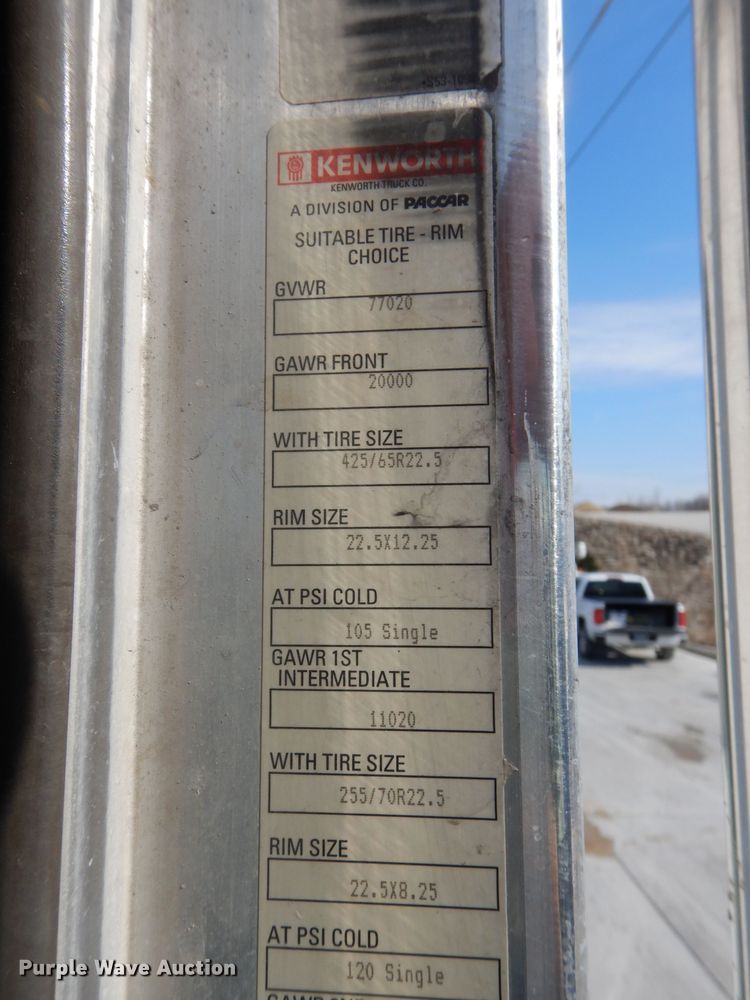 KENWORTH
KENWORTH TRUCK CO.
A DIVISION OF PACCAR
SUITABLE TIRE - RIM
CHOICE
GVWR
77020
GAWR FRONT
20000
WITH TIRE SIZE
425/65R22.5
RIM SIZE
22.5X12.25
AT PSI COLD
105 Single
GAWR 1ST
INTERMEDIATE
11020
WITH TIRE SIZE
255/70R22.5
RIM SIZE
22.5X8.25
AT PSI COLD
120 Single
Purple Wave Auction